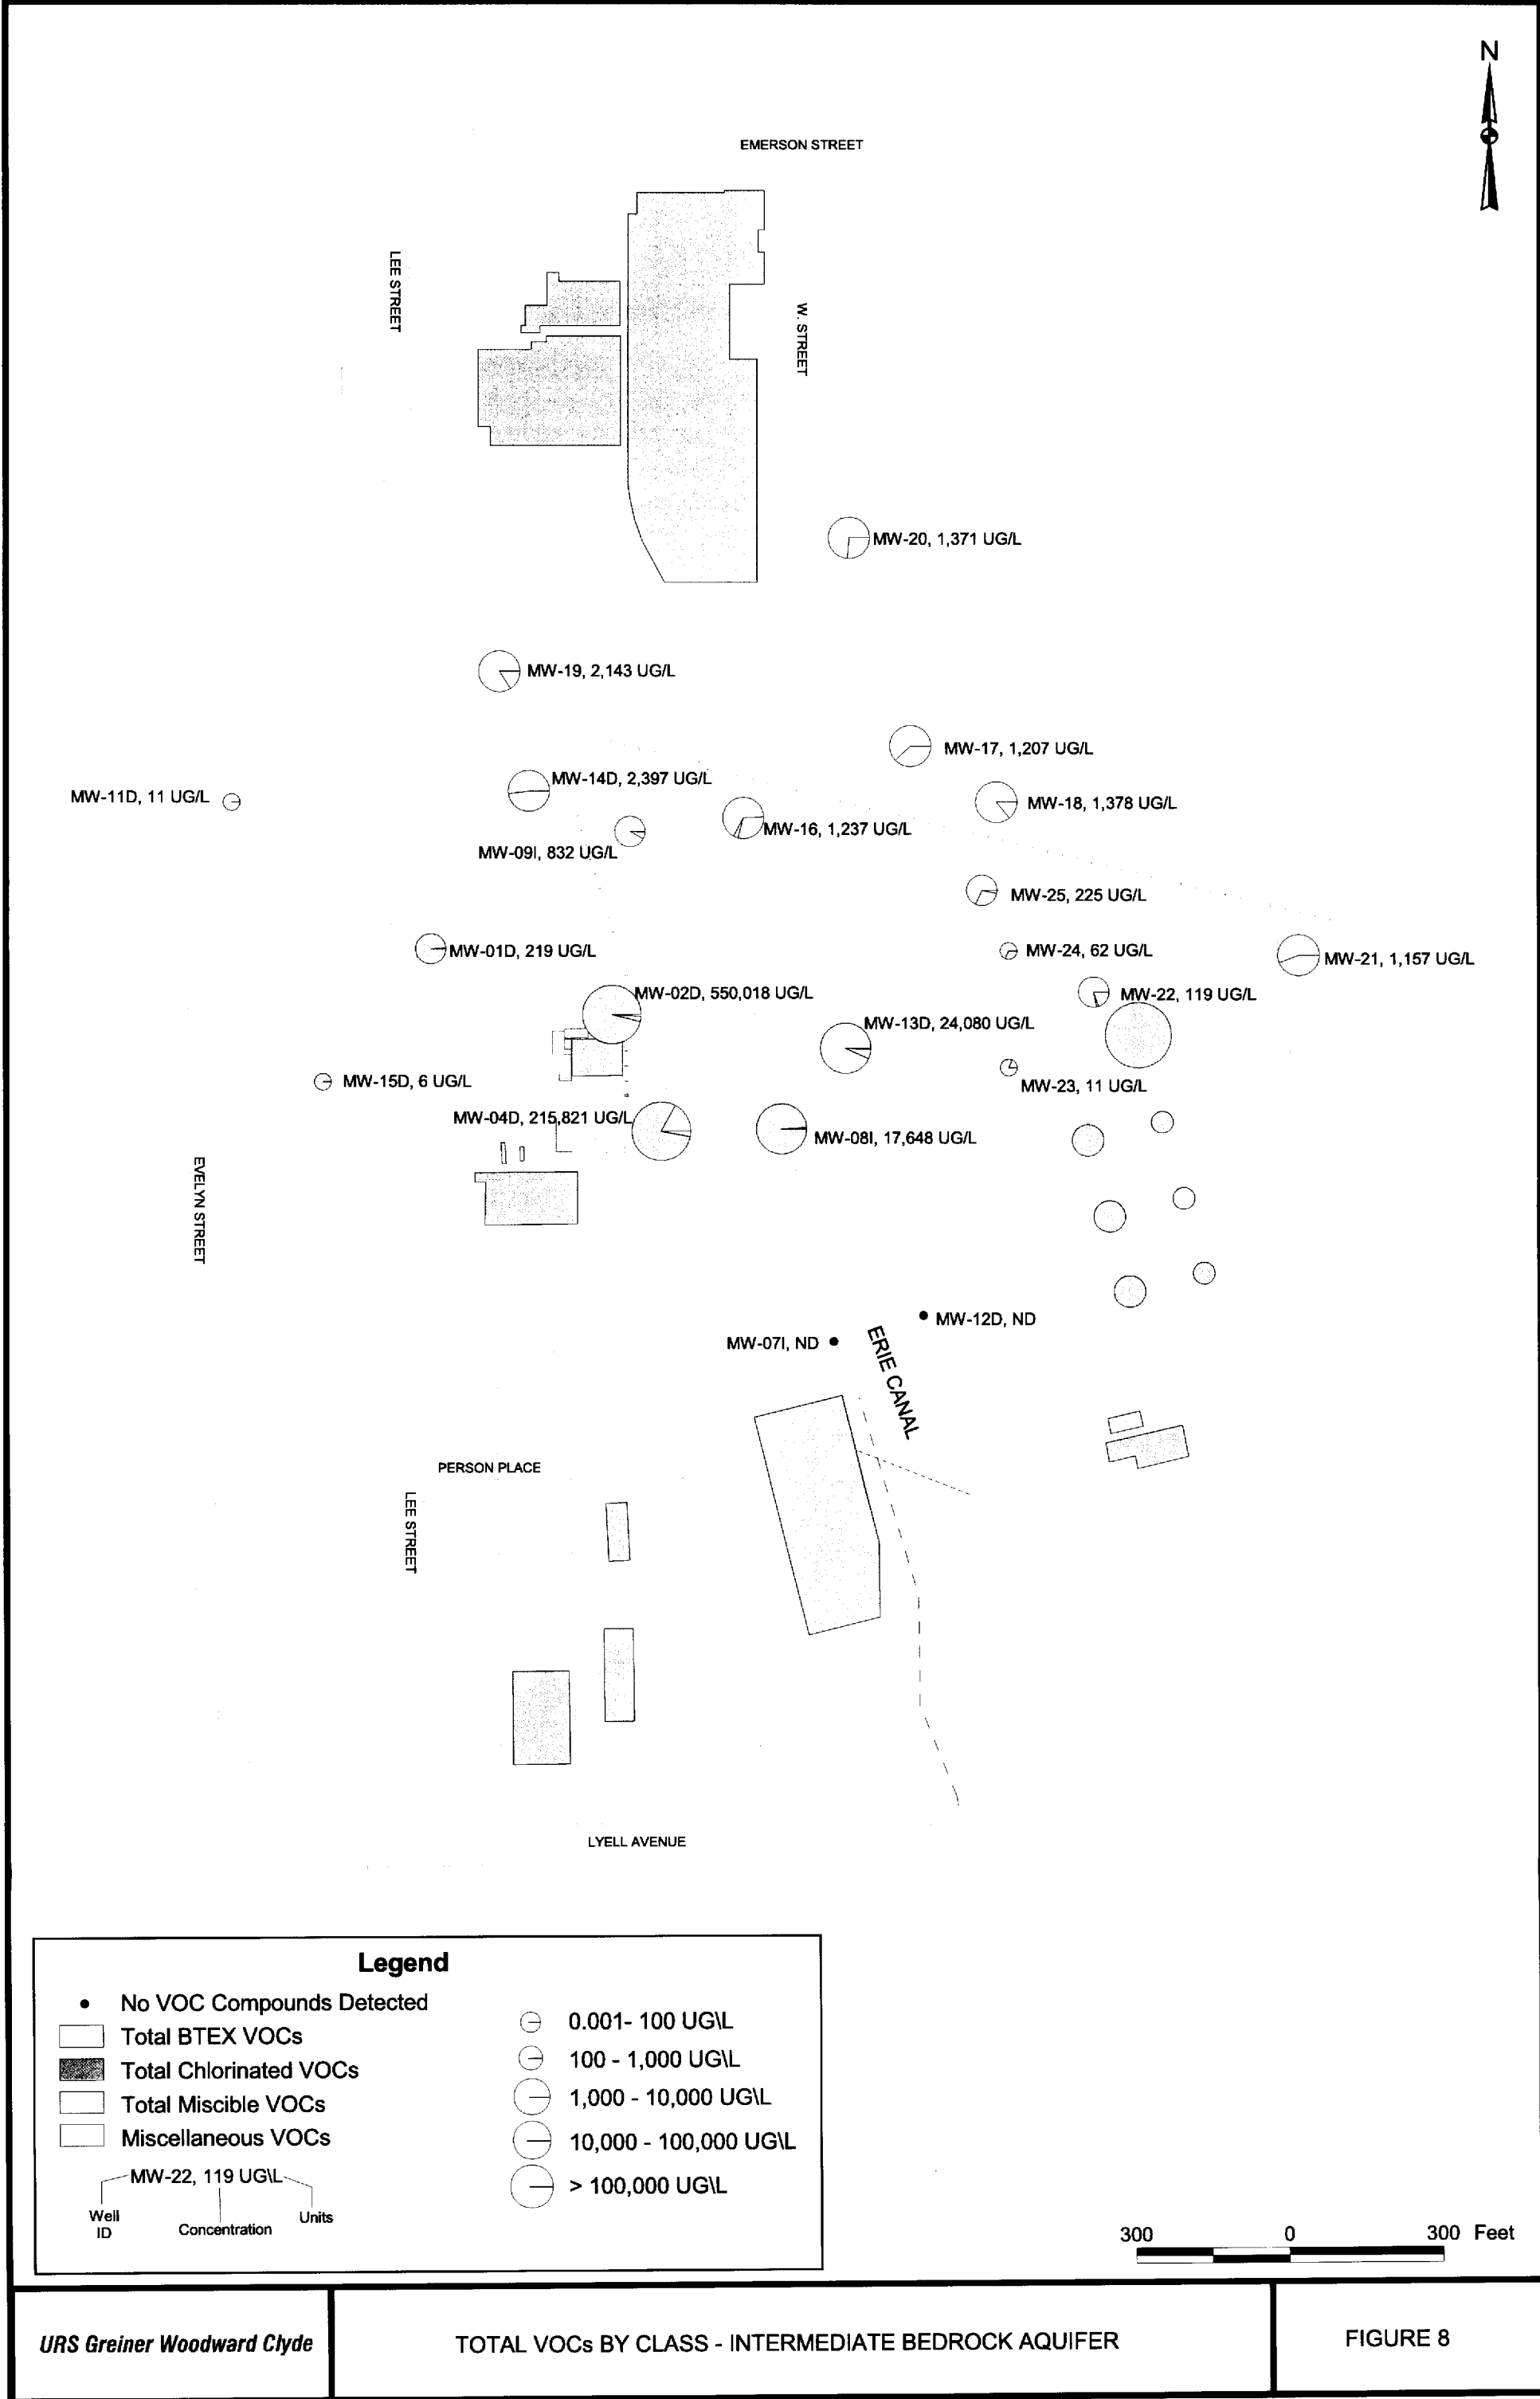 N
EMERSON STREET
LEE STREET
W. STREET
MW-20, 1,371 UG/L
MW-19, 2,143 UG/L
MW-17, 1,207 UG/L
MW-14D, 2,397 UG/L
MW-11D, 11 UG/L
MW-18, 1,378 UG/L
MW-16, 1,237 UG/L
MW-09I, 832 UG/L
MW-25, 225 UG/L
MW-01D, 219 UG/L
MW-24, 62 UG/L
MW-21, 1,157 UG/L
MW-02D, 550,018 UG/L
MW-22, 119 UG/L
MW-13D, 24,080 UG/L
MW-15D, 6 UG/L
MW-23, 11 UG/L
MW-04D, 215,821 UG/L
MW-08I, 17,648 UG/L
EVELYN STREET
MW-12D, ND
MW-07I, ND
ERIE CANAL
PERSON PLACE
LEE STREET
LYELL AVENUE
Legend
No VOC Compounds Detected
Total BTEX VOCs
Total Chlorinated VOCs
Total Miscible VOCs
Miscellaneous VOCs
MW-22, 119 UG\L
Well
ID
Concentration
Units
0.001- 100 UG\L
100 - 1,000 UG\L
1,000 - 10,000 UG\L
10,000 - 100,000 UG\L
> 100,000 UG\L
300 0 300 Feet
URS Greiner Woodward Clyde
TOTAL VOCs BY CLASS - INTERMEDIATE BEDROCK AQUIFER
FIGURE 8